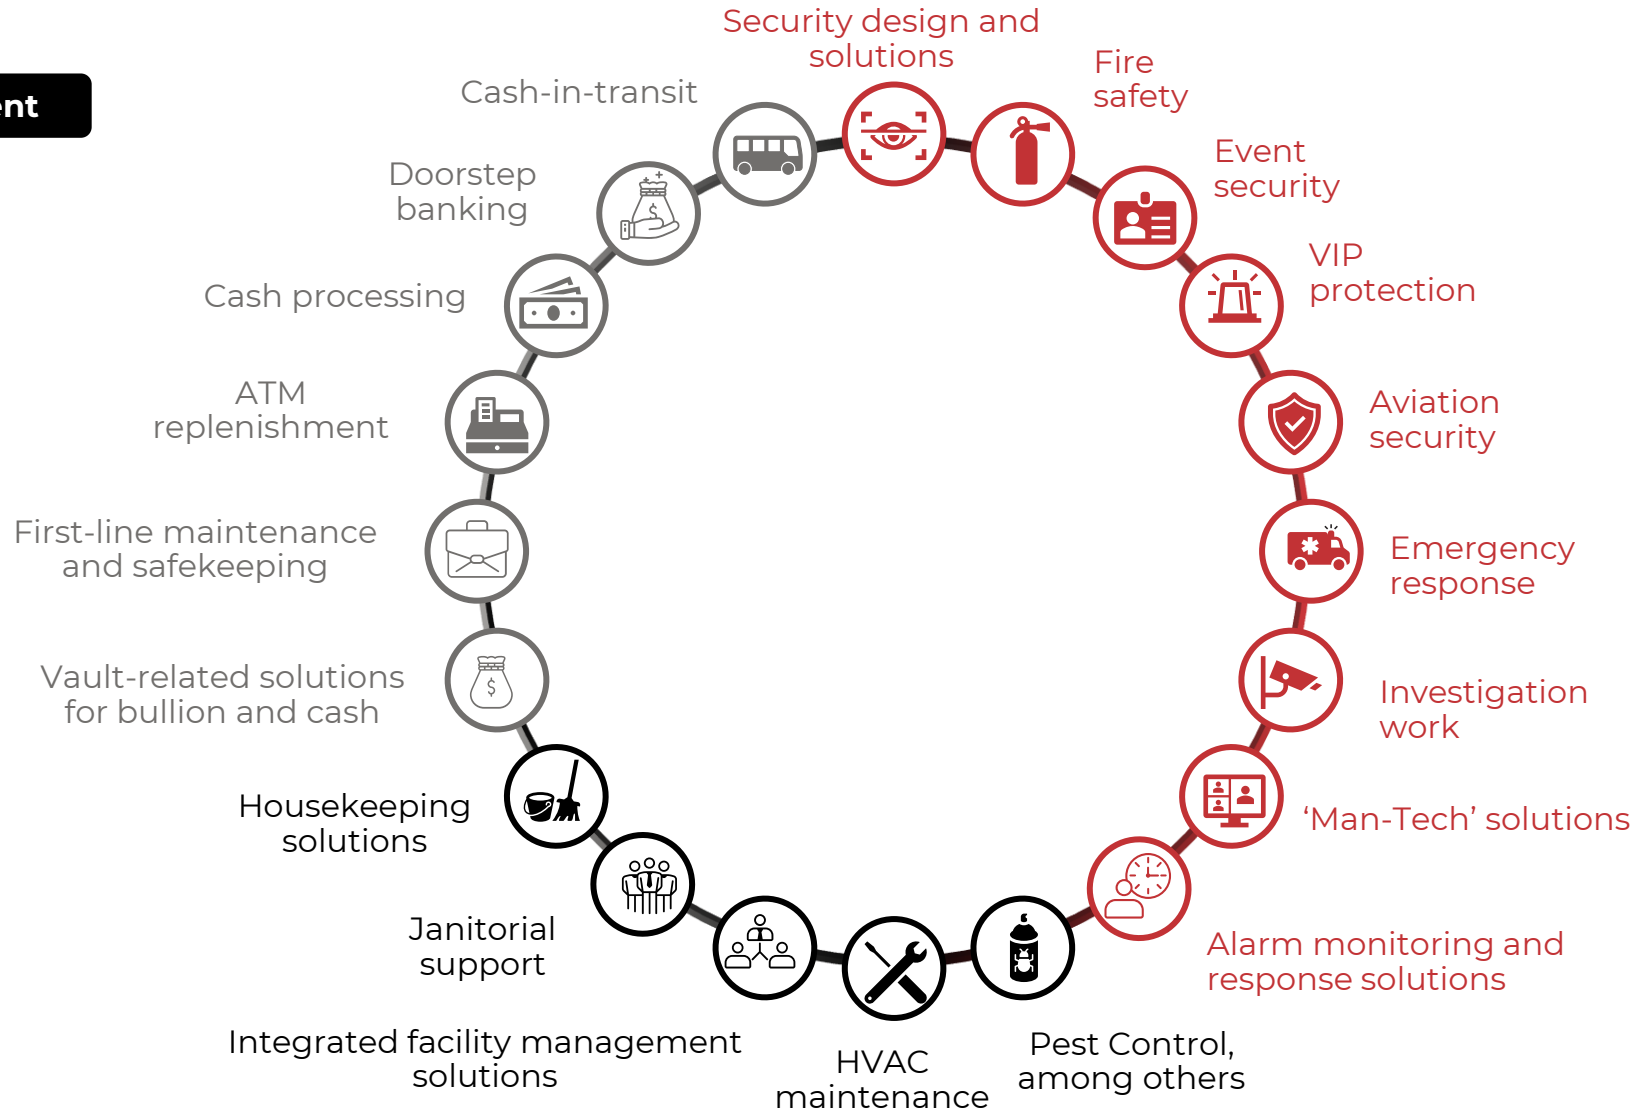 ent
Security design and
solutions
Fire
safety
Event
security
VIP
protection
Aviation
security
Emergency
response
Investigation
work
‘Man-Tech’ solutions
Alarm monitoring and
response solutions
Pest Control,
among others
HVAC
maintenance
Integrated facility management
solutions
Janitorial
support
Housekeeping
solutions
Vault-related solutions
for bullion and cash
First-line maintenance
and safekeeping
ATM
replenishment
Cash processing
Doorstep
banking
Cash-in-transit